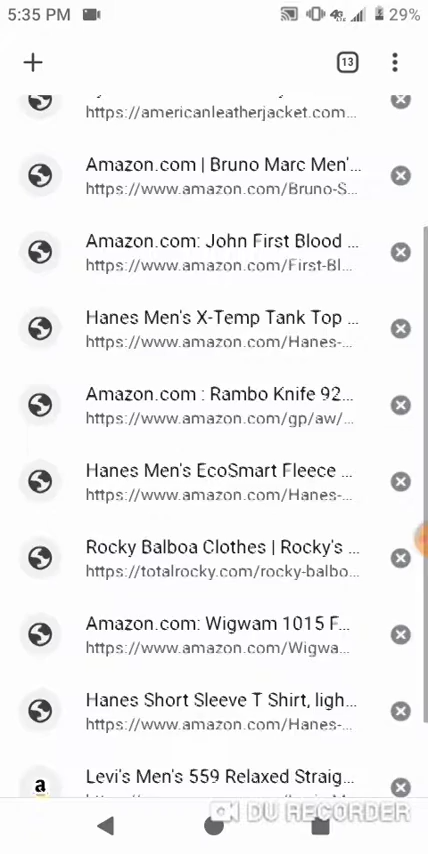 5:35 PM
29%
13
https://americanleatherjacket.com...
Amazon.com | Bruno Marc Men'...
https://www.amazon.com/Bruno-S...
Amazon.com: John First Blood ...
https://www.amazon.com/First-Bl...
Hanes Men's X-Temp Tank Top ...
https://www.amazon.com/Hanes-...
Amazon.com : Rambo Knife 92...
https://www.amazon.com/gp/aw/...
Hanes Men's EcoSmart Fleece ...
https://www.amazon.com/Hanes-...
Rocky Balboa Clothes | Rocky's ...
https://totalrocky.com/rocky-balbo...
Amazon.com: Wigwam 1015 F...
https://www.amazon.com/Wigwa...
Hanes Short Sleeve T Shirt, ligh...
https://www.amazon.com/Hanes-...
a
Levi's Men's 559 Relaxed Straig...
DU RECORDER